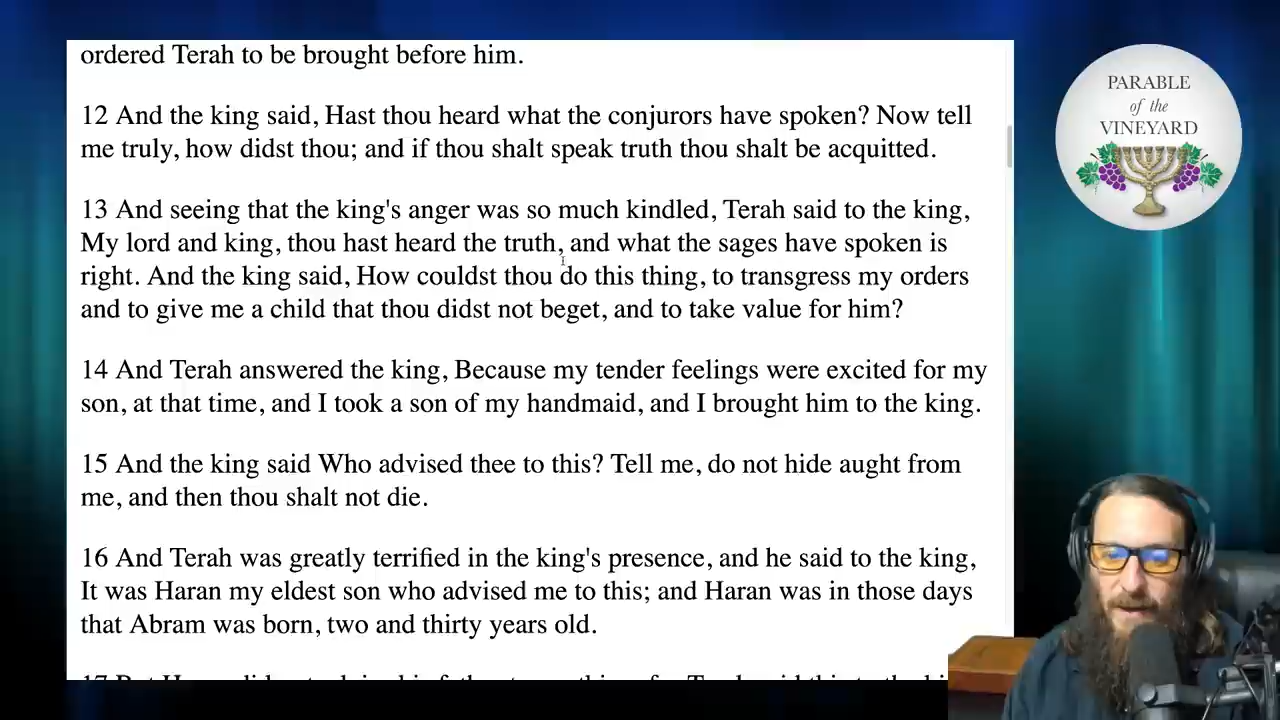 ordered Terah to be brought before him.
12 And the king said, Hast thou heard what the conjurors have spoken? Now tell
me truly, how didst thou; and if thou shalt speak truth thou shalt be acquitted.
13 And seeing that the king's anger was so much kindled, Terah said to the king,
My lord and king, thou hast heard the truth, and what the sages have spoken is
right. And the king said, How couldst thou do this thing, to transgress my orders
and to give me a child that thou didst not beget, and to take value for him?
14 And Terah answered the king, Because my tender feelings were excited for my
son, at that time, and I took a son of my handmaid, and I brought him to the king.
15 And the king said Who advised thee to this? Tell me, do not hide aught from
me, and then thou shalt not die.
16 And Terah was greatly terrified in the king's presence, and he said to the king,
It was Haran my eldest son who advised me to this; and Haran was in those days
that Abram was born, two and thirty years old.
PARABLE
of the
VINEYARD